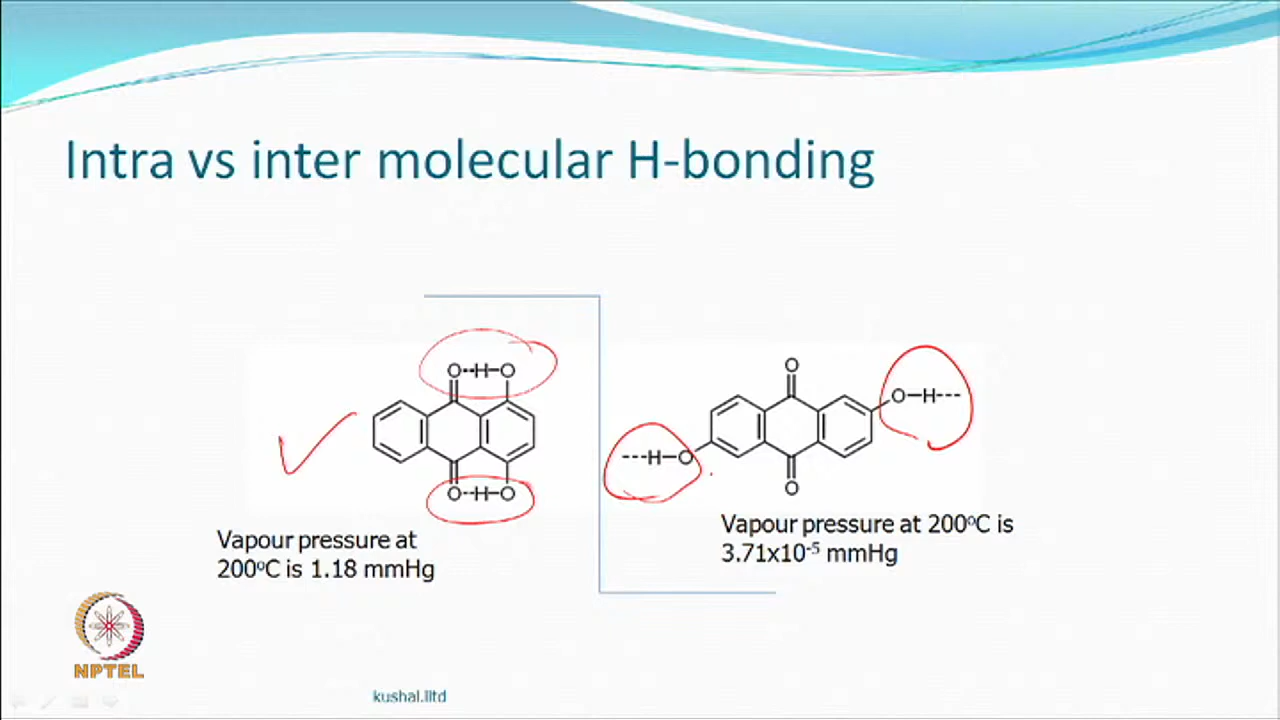 Intra vs inter molecular H-bonding
O--H-O
O--H-O
O
O-H---
---H-O
O
Vapour pressure at
200°C is 1.18 mmHg
Vapour pressure at 200°C is
3.71x10⁻⁵ mmHg
NPTEL
kushal.iitd